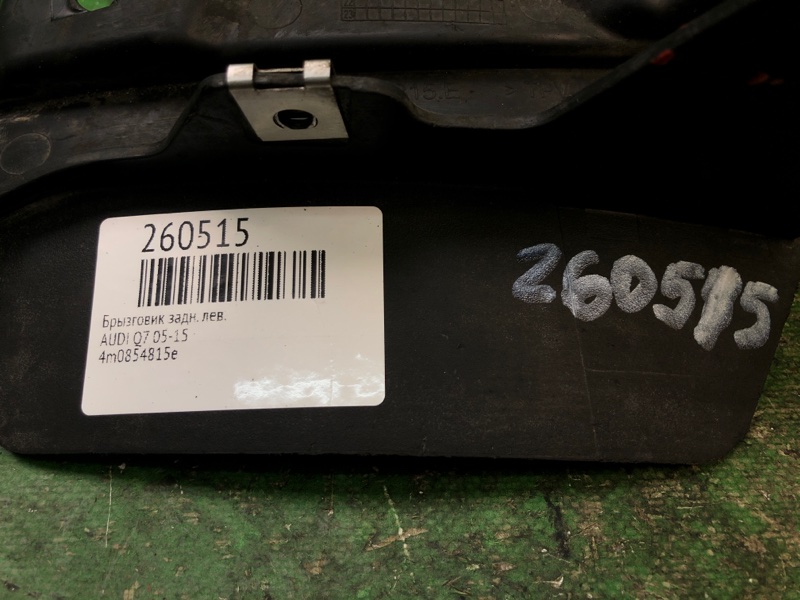 260515
Брызговик задн. лев.
AUDI Q7 05-15
4m0854815e
260515